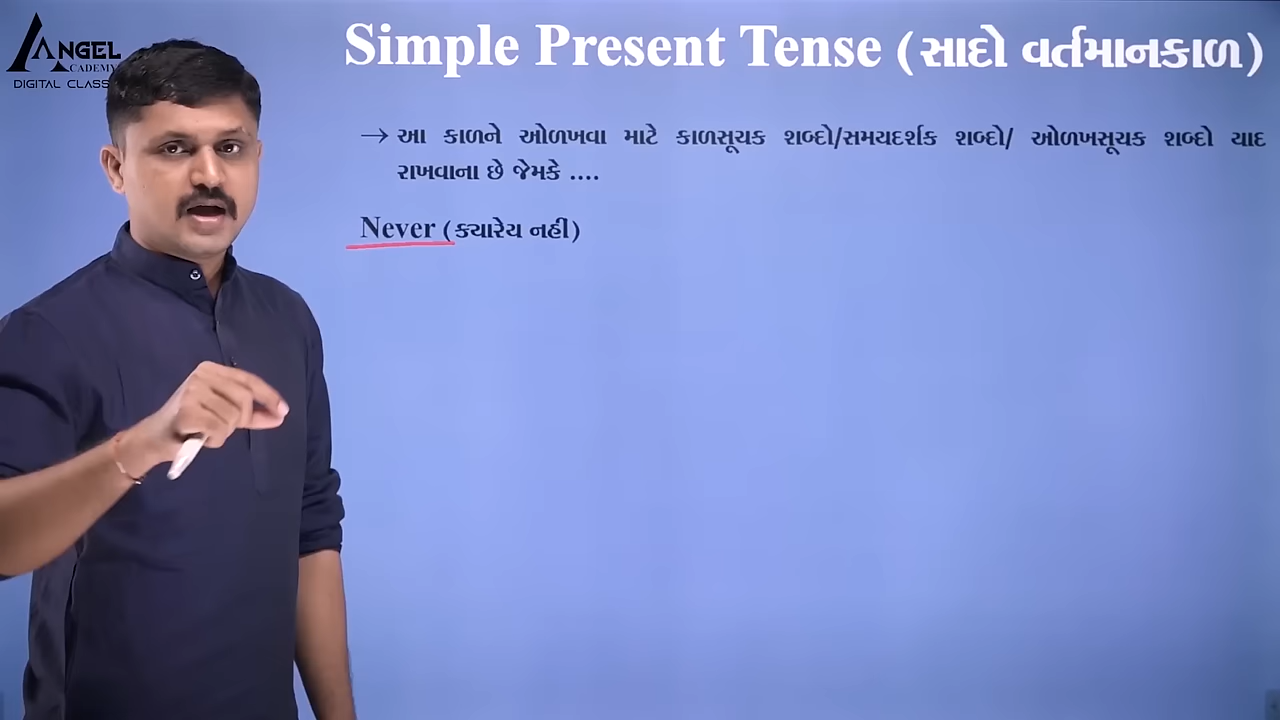 ANGEL
ACADEMY
DIGITAL CLASS
Simple Present Tense (સાદો વર્તમાનકાળ)
→ આ કાળને ઓળખવા માટે કાળસૂચક શબ્દો/સમયદર્શક શબ્દો/ ઓળખસૂચક શબ્દો યાદ
રાખવાના છે જેમકે ....
Never (ક્યારેય નહીં)